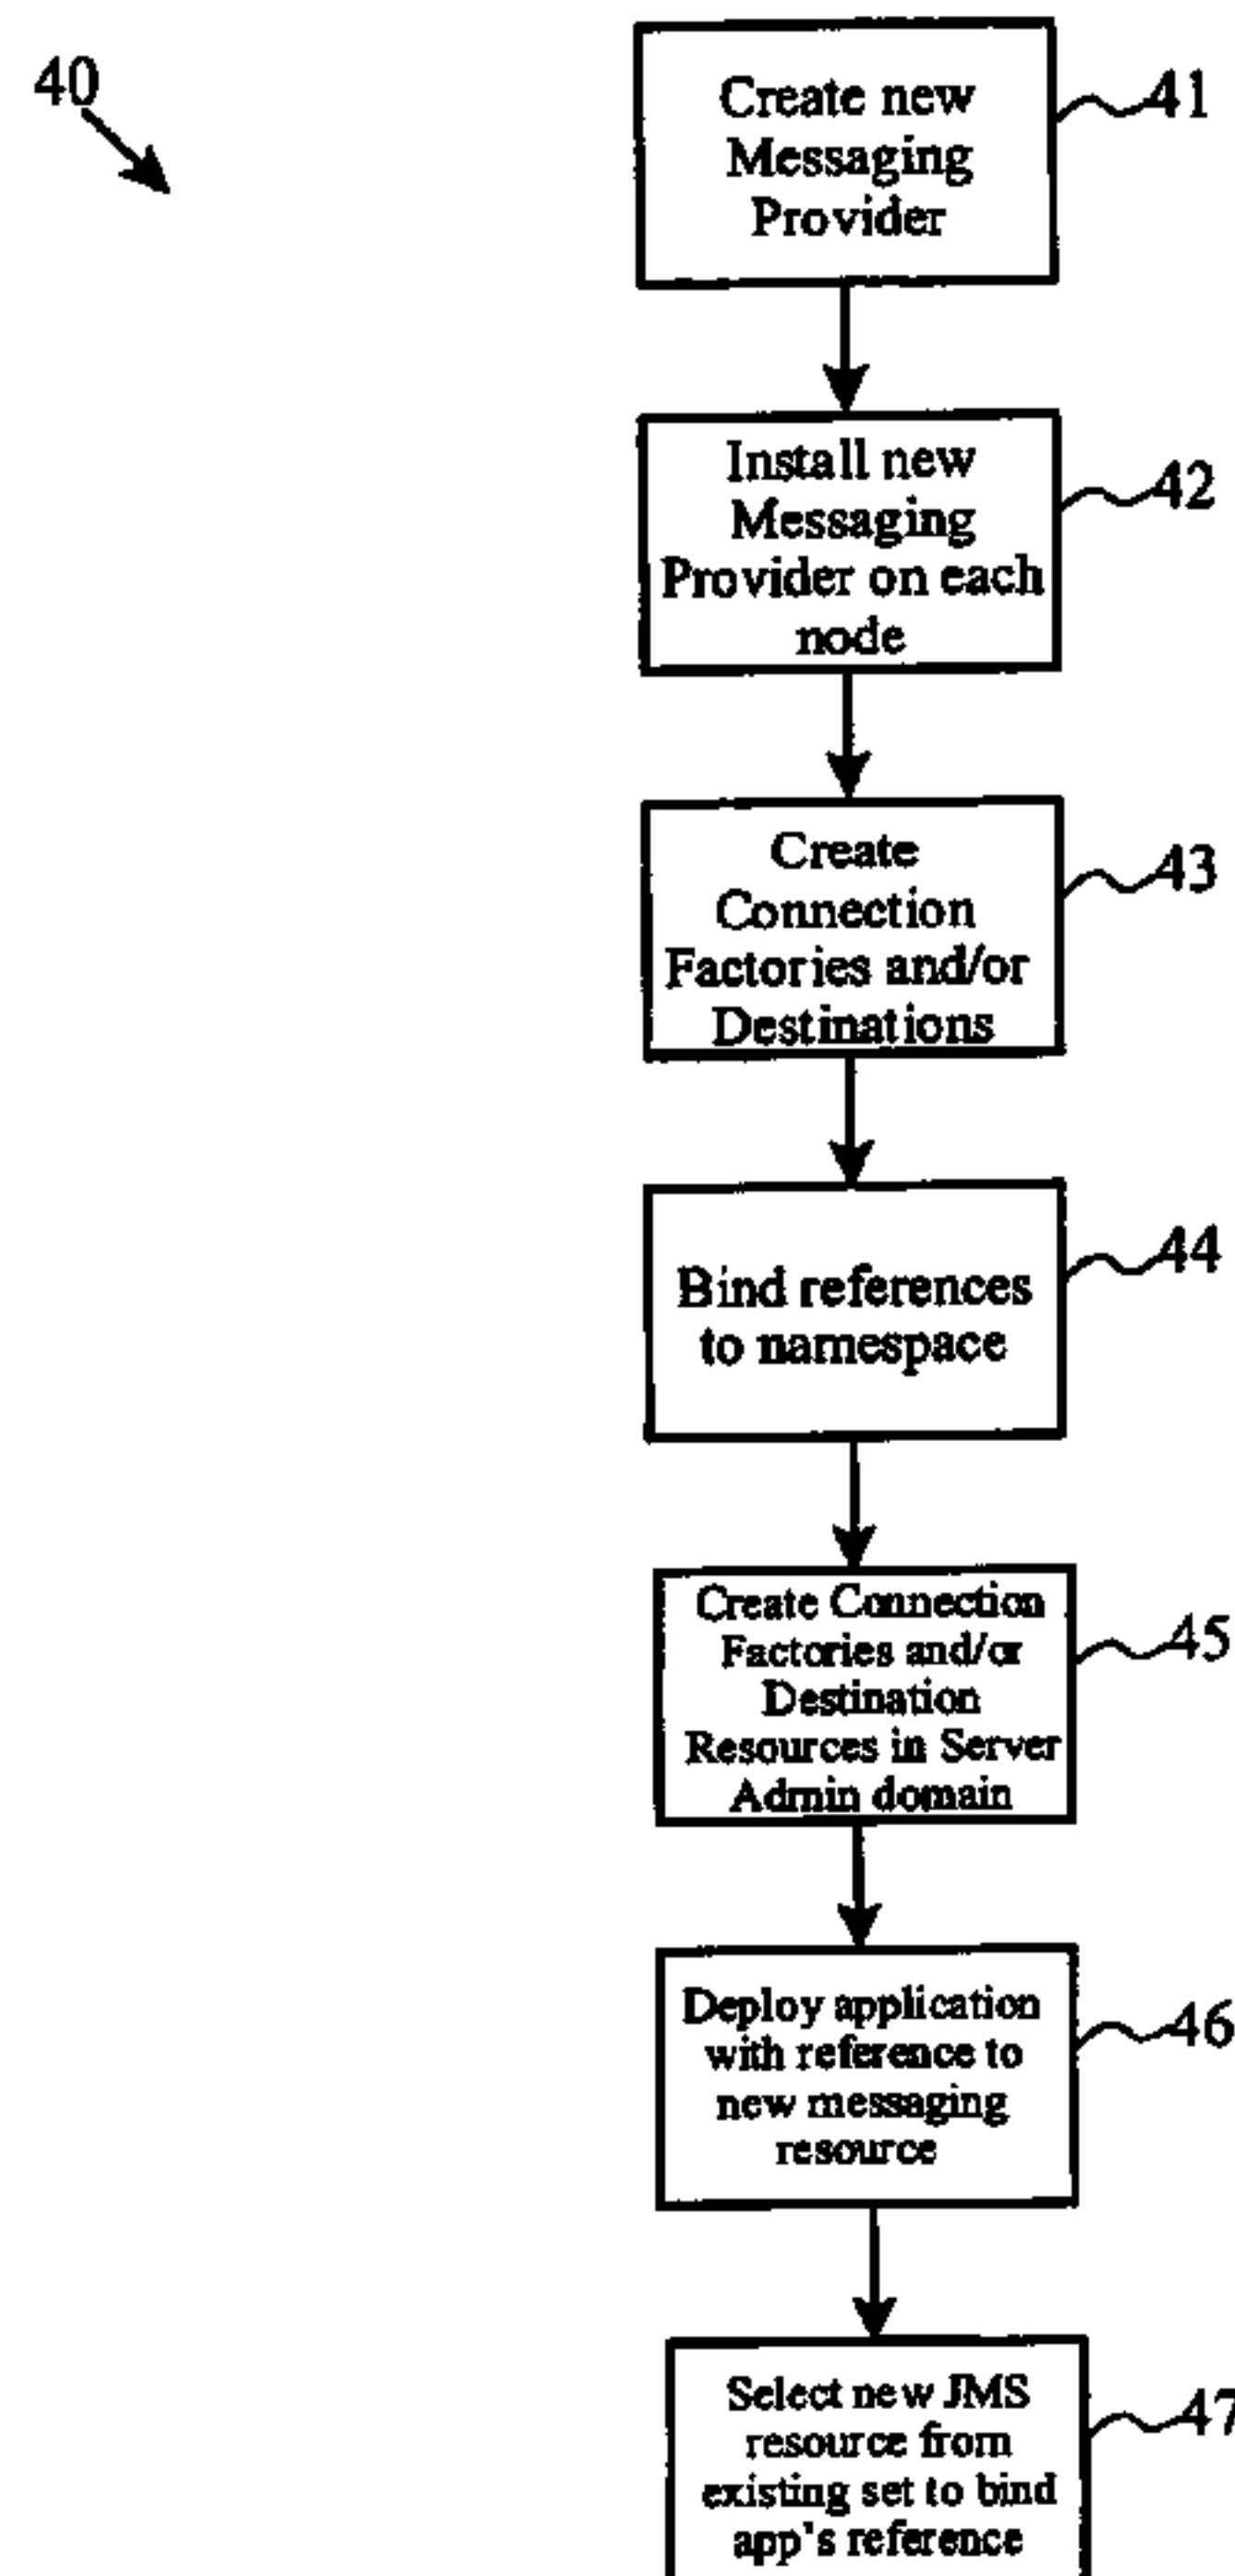 40
Create new
Messaging
Provider
41
Install new
Messaging
Provider on each
node
42
Create
Connection
Factories and/or
Destinations
43
Bind references
to namespace
44
Create Connection
Factories and/or
Destination
Resources in Server
Admin domain
45
Deploy application
with reference to
new messaging
resource
46
Select new JMS
resource from
existing set to bind
app's reference
47